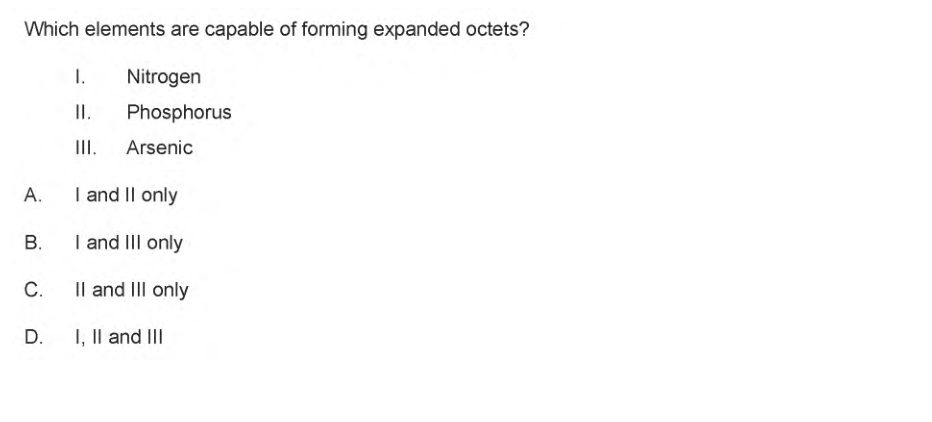 Which elements are capable of forming expanded octets?
I. Nitrogen
II. Phosphorus
III. Arsenic
A. I and II only
B. I and III only
C. II and III only
D. I, II and III